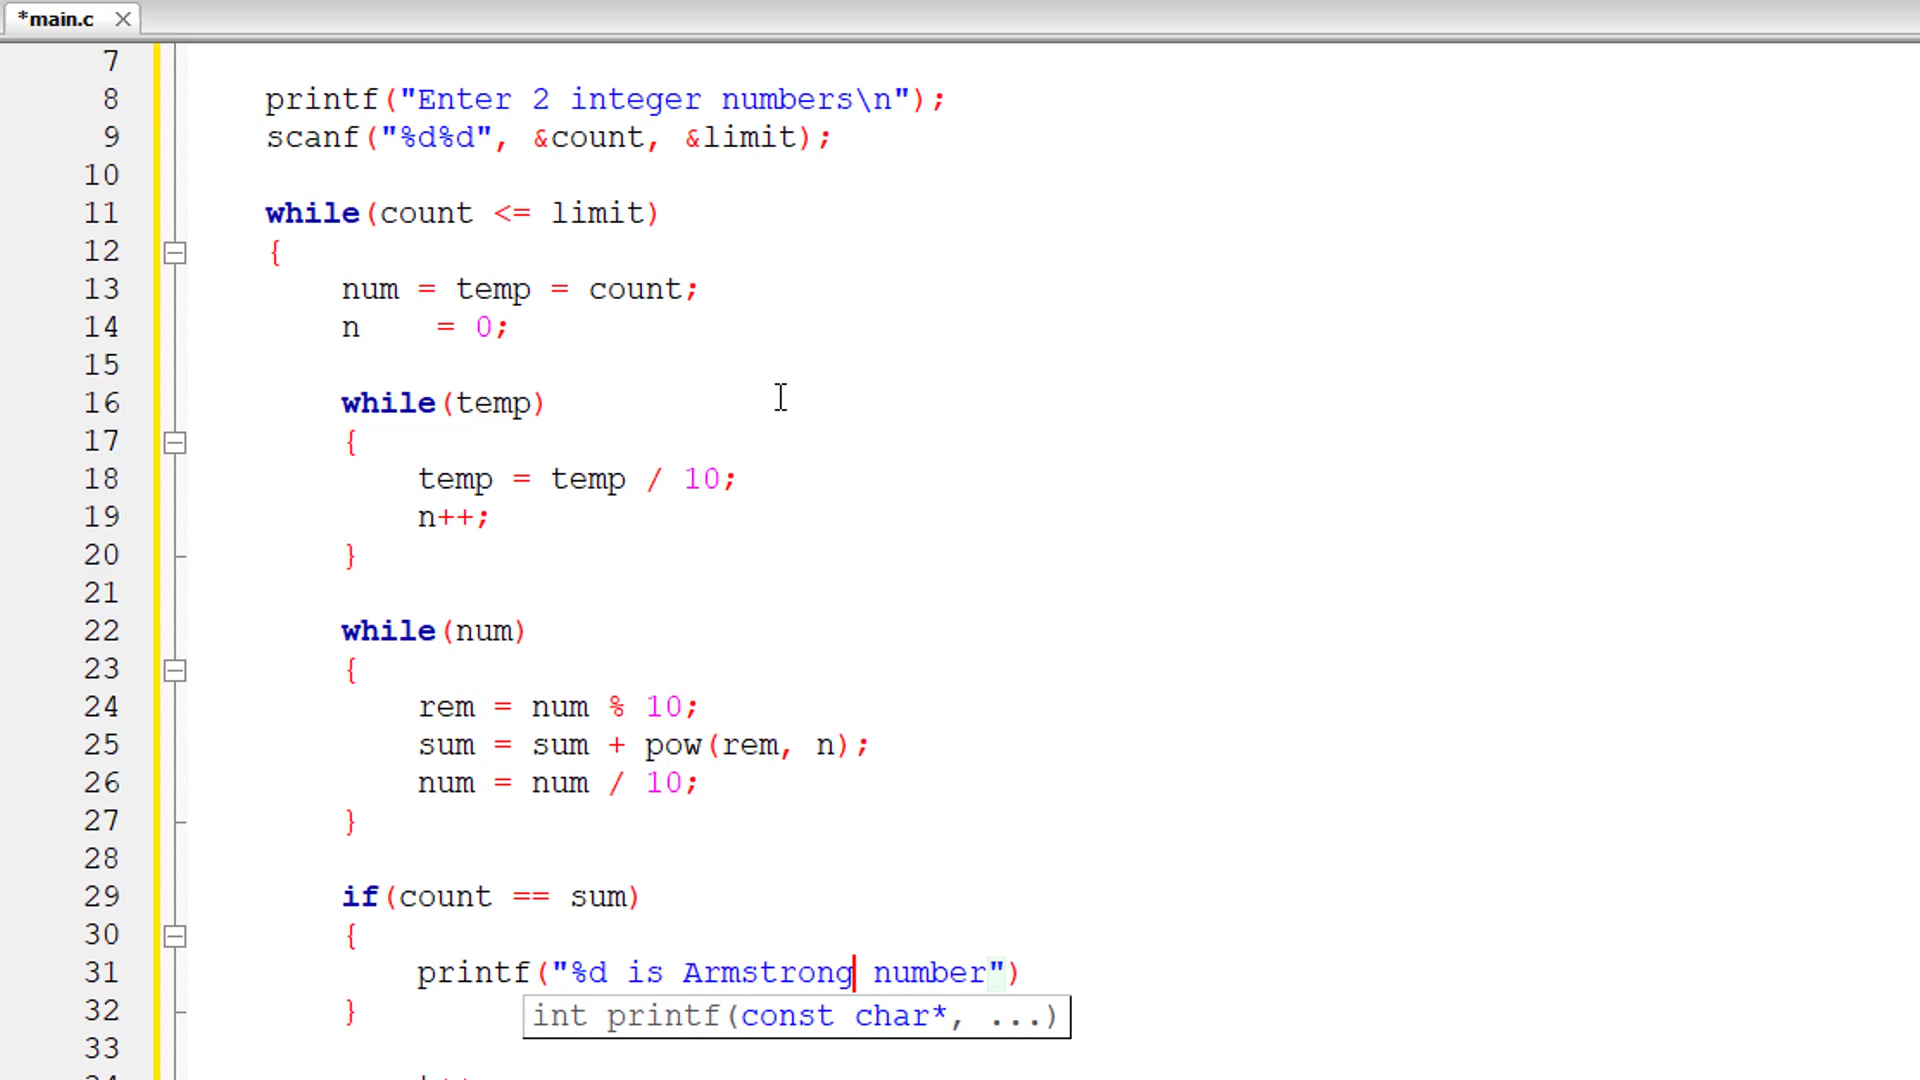 *main.c
7
8 printf("Enter 2 integer numbers\n");
9 scanf("%d%d", &count, &limit);
10
11 while(count <= limit)
12 {
13 num = temp = count;
14 n    = 0;
15
16 while(temp)
17 {
18 temp = temp / 10;
19 n++;
20 }
21
22 while(num)
23 {
24 rem = num % 10;
25 sum = sum + pow(rem, n);
26 num = num / 10;
27 }
28
29 if(count == sum)
30 {
31 printf("%d is Armstrong number")
32 }
int printf(const char*, ...)
33